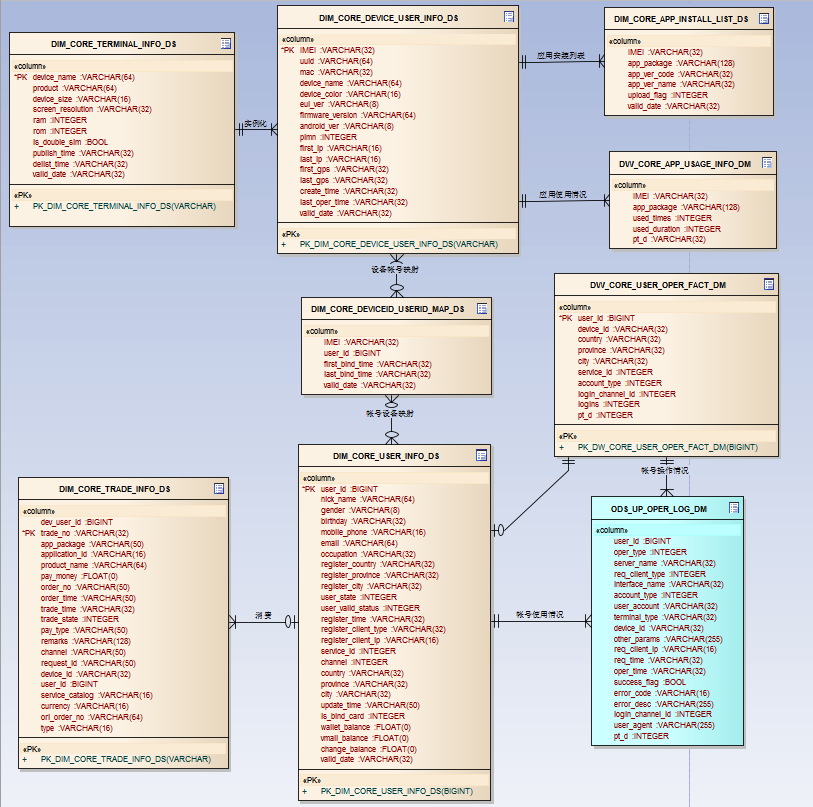 DIM_CORE_TERMINAL_INFO_DS
«column»
*PK device_name :VARCHAR(64)
product :VARCHAR(64)
device_size :VARCHAR(16)
screen_resolution :VARCHAR(32)
ram :INTEGER
rom :INTEGER
is_double_sim :BOOL
publish_time :VARCHAR(32)
delist_time :VARCHAR(32)
valid_date :VARCHAR(32)
«PK»
+ PK_DIM_CORE_TERMINAL_INFO_DS(VARCHAR)
实例化
DIM_CORE_DEVICE_USER_INFO_DS
«column»
*PK IMEI :VARCHAR(32)
uuid :VARCHAR(64)
mac :VARCHAR(32)
device_name :VARCHAR(64)
device_color :VARCHAR(16)
eui_ver :VARCHAR(8)
firmware_version :VARCHAR(64)
android_ver :VARCHAR(8)
plmn :INTEGER
first_ip :VARCHAR(16)
last_ip :VARCHAR(16)
first_gps :VARCHAR(32)
last_gps :VARCHAR(32)
create_time :VARCHAR(32)
last_oper_time :VARCHAR(32)
valid_date :VARCHAR(32)
«PK»
+ PK_DIM_CORE_DEVICE_USER_INFO_DS(VARCHAR)
应用安装列表
DIM_CORE_APP_INSTALL_LIST_DS
«column»
IMEI :VARCHAR(32)
app_package :VARCHAR(128)
app_ver_code :VARCHAR(32)
app_ver_name :VARCHAR(32)
upload_flag :INTEGER
valid_date :VARCHAR(32)
应用使用情况
DW_CORE_APP_USAGE_INFO_DM
«column»
IMEI :VARCHAR(32)
app_package :VARCHAR(128)
used_times :INTEGER
used_duration :INTEGER
pt_d :VARCHAR(32)
设备帐号映射
DIM_CORE_DEVICEID_USERID_MAP_DS
«column»
IMEI :VARCHAR(32)
user_id :BIGINT
first_bind_time :VARCHAR(32)
last_bind_time :VARCHAR(32)
valid_date :VARCHAR(32)
帐号设备映射
DW_CORE_USER_OPER_FACT_DM
«column»
*PK user_id :BIGINT
device_id :VARCHAR(32)
country :VARCHAR(32)
province :VARCHAR(32)
city :VARCHAR(32)
service_id :INTEGER
account_type :INTEGER
login_channel_id :INTEGER
logins :INTEGER
pt_d :INTEGER
«PK»
+ PK_DW_CORE_USER_OPER_FACT_DM(BIGINT)
帐号操作情况
DIM_CORE_USER_INFO_DS
«column»
*PK user_id :BIGINT
nick_name :VARCHAR(64)
gender :VARCHAR(8)
birthday :VARCHAR(32)
mobile_phone :VARCHAR(16)
email :VARCHAR(64)
occupation :VARCHAR(32)
register_country :VARCHAR(32)
register_province :VARCHAR(32)
register_city :VARCHAR(32)
user_state :INTEGER
user_valid_status :INTEGER
register_time :VARCHAR(32)
register_client_type :VARCHAR(32)
register_client_ip :VARCHAR(16)
service_id :INTEGER
channel :INTEGER
country :VARCHAR(32)
province :VARCHAR(32)
city :VARCHAR(32)
update_time :VARCHAR(50)
is_bind_card :INTEGER
wallet_balance :FLOAT(0)
vmall_balance :FLOAT(0)
change_balance :FLOAT(0)
valid_date :VARCHAR(32)
«PK»
+ PK_DIM_CORE_USER_INFO_DS(BIGINT)
DIM_CORE_TRADE_INFO_DS
«column»
dev_user_id :BIGINT
*PK trade_no :VARCHAR(32)
app_package :VARCHAR(50)
application_id :VARCHAR(16)
product_name :VARCHAR(64)
pay_money :FLOAT(0)
order_no :VARCHAR(50)
order_time :VARCHAR(50)
trade_time :VARCHAR(32)
trade_state :INTEGER
pay_type :VARCHAR(50)
remarks :VARCHAR(128)
channel :VARCHAR(50)
request_id :VARCHAR(50)
device_id :VARCHAR(32)
user_id :BIGINT
service_catalog :VARCHAR(16)
currency :VARCHAR(16)
ori_order_no :VARCHAR(64)
type :VARCHAR(16)
«PK»
+ PK_DIM_CORE_TRADE_INFO_DS(VARCHAR)
消费
帐号使用情况
ODS_UP_OPER_LOG_DM
«column»
user_id :BIGINT
oper_type :INTEGER
server_name :VARCHAR(32)
req_client_type :INTEGER
interface_name :VARCHAR(32)
account_type :INTEGER
user_account :VARCHAR(32)
terminal_type :VARCHAR(32)
device_id :VARCHAR(32)
other_params :VARCHAR(255)
req_client_ip :VARCHAR(16)
req_time :VARCHAR(32)
oper_time :VARCHAR(32)
success_flag :BOOL
error_code :VARCHAR(16)
error_desc :VARCHAR(255)
login_channel_id :INTEGER
user_agent :VARCHAR(255)
pt_d :INTEGER